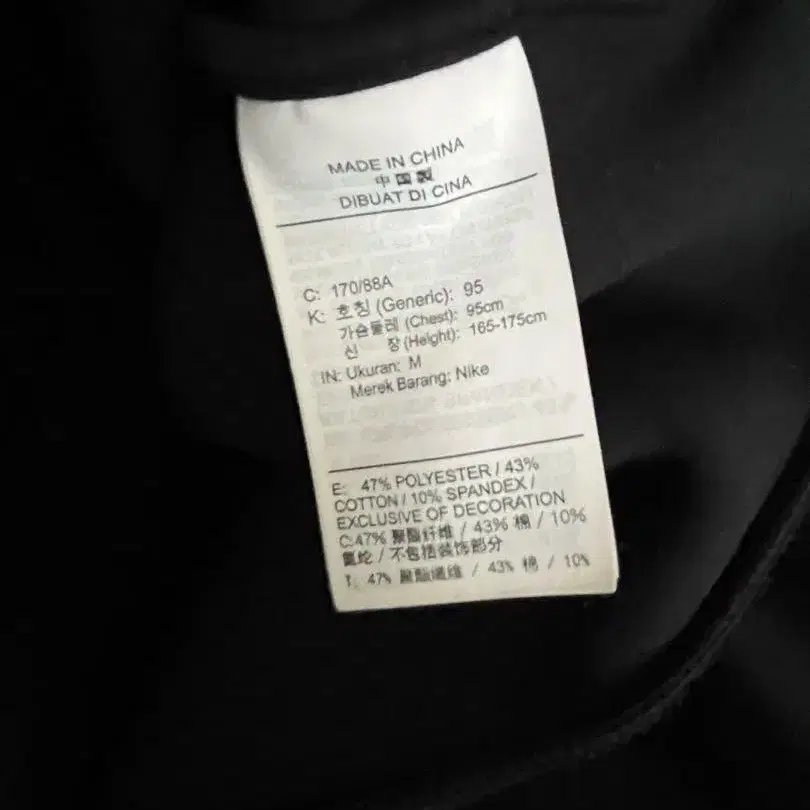 MADE IN CHINA
中国製
DIBUAT DI CINA
C: 170/88A
K: 호칭 (Generic): 95
가슴둘레 (Chest): 95cm
신 장 (Height): 165-175cm
IN: Ukuran: M
Merek Barang: Nike
E: 47% POLYESTER / 43%
COTTON / 10% SPANDEX /
EXCLUSIVE OF DECORATION
C:47% 聚酯纤维 / 43% 棉 / 10%
氨纶 / 不包括装饰部分
T: 47% 聚酯纖維 / 43% 棉 / 10%